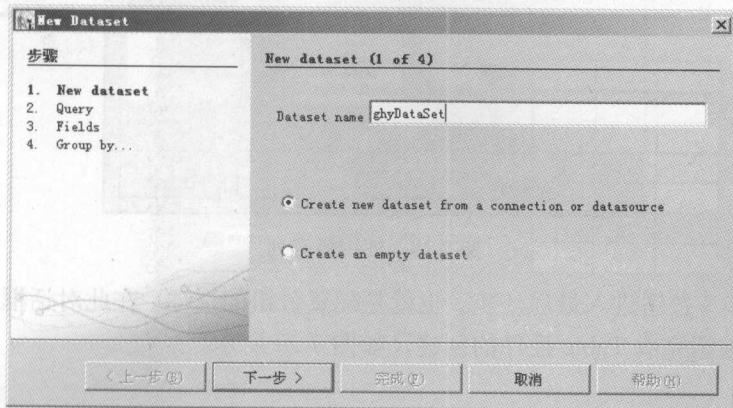 New Dataset
步骤
1. New dataset
2. Query
3. Fields
4. Group by...
New dataset (1 of 4)
Dataset name ghyDataSet
Create new dataset from a connection or datasource
Create an empty dataset
< 上一步(B) 下一步 > 完成(F) 取消 帮助(H)